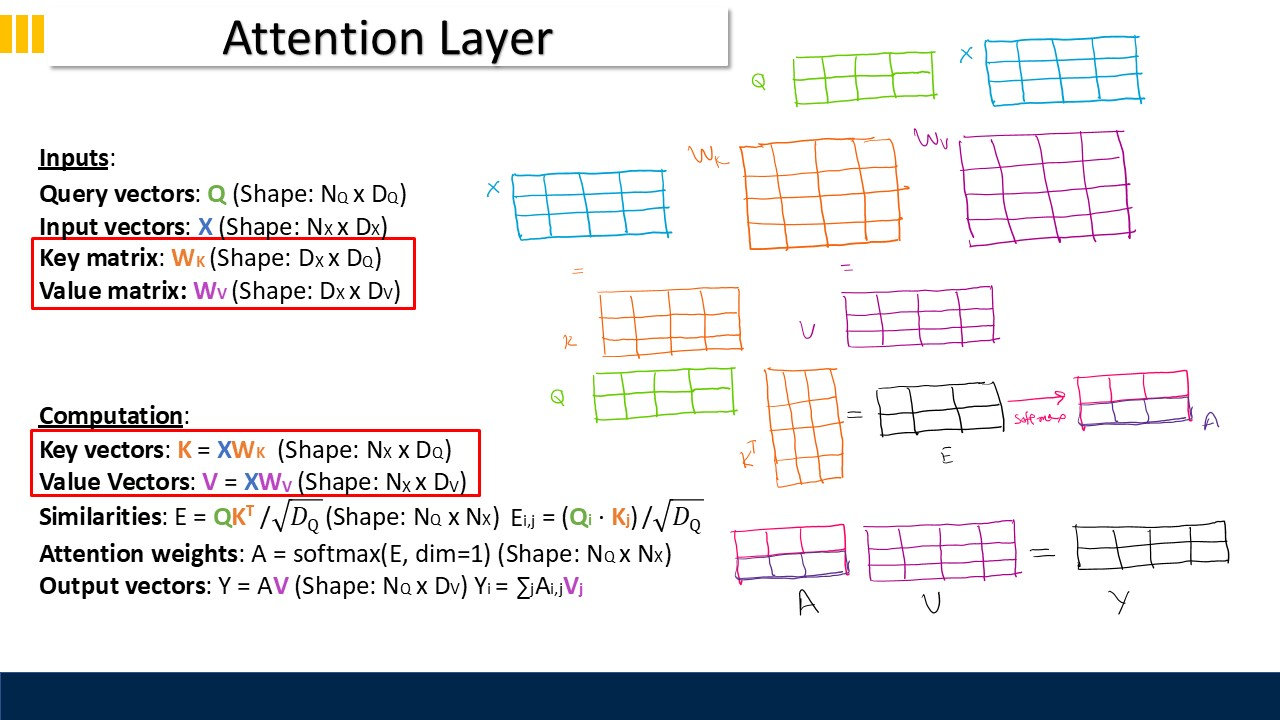 Attention Layer
Inputs:
Query vectors: Q (Shape: NQ x DQ)
Input vectors: X (Shape: NX x DX)
Key matrix: WK (Shape: DX x DQ)
Value matrix: WV (Shape: DX x DV)
Computation:
Key vectors: K = XWK (Shape: NX x DQ)
Value Vectors: V = XWV (Shape: NX x DV)
Similarities: E = QKᵀ /√DQ (Shape: NQ x NX) Ei,j = (Qi · Kj) /√DQ
Attention weights: A = softmax(E, dim=1) (Shape: NQ x NX)
Output vectors: Y = AV (Shape: NQ x DV) Yi = ∑jAi,jVj
Q X
X WK WV
= =
K V
Q Kᵀ = E softmax A
=
A V Y